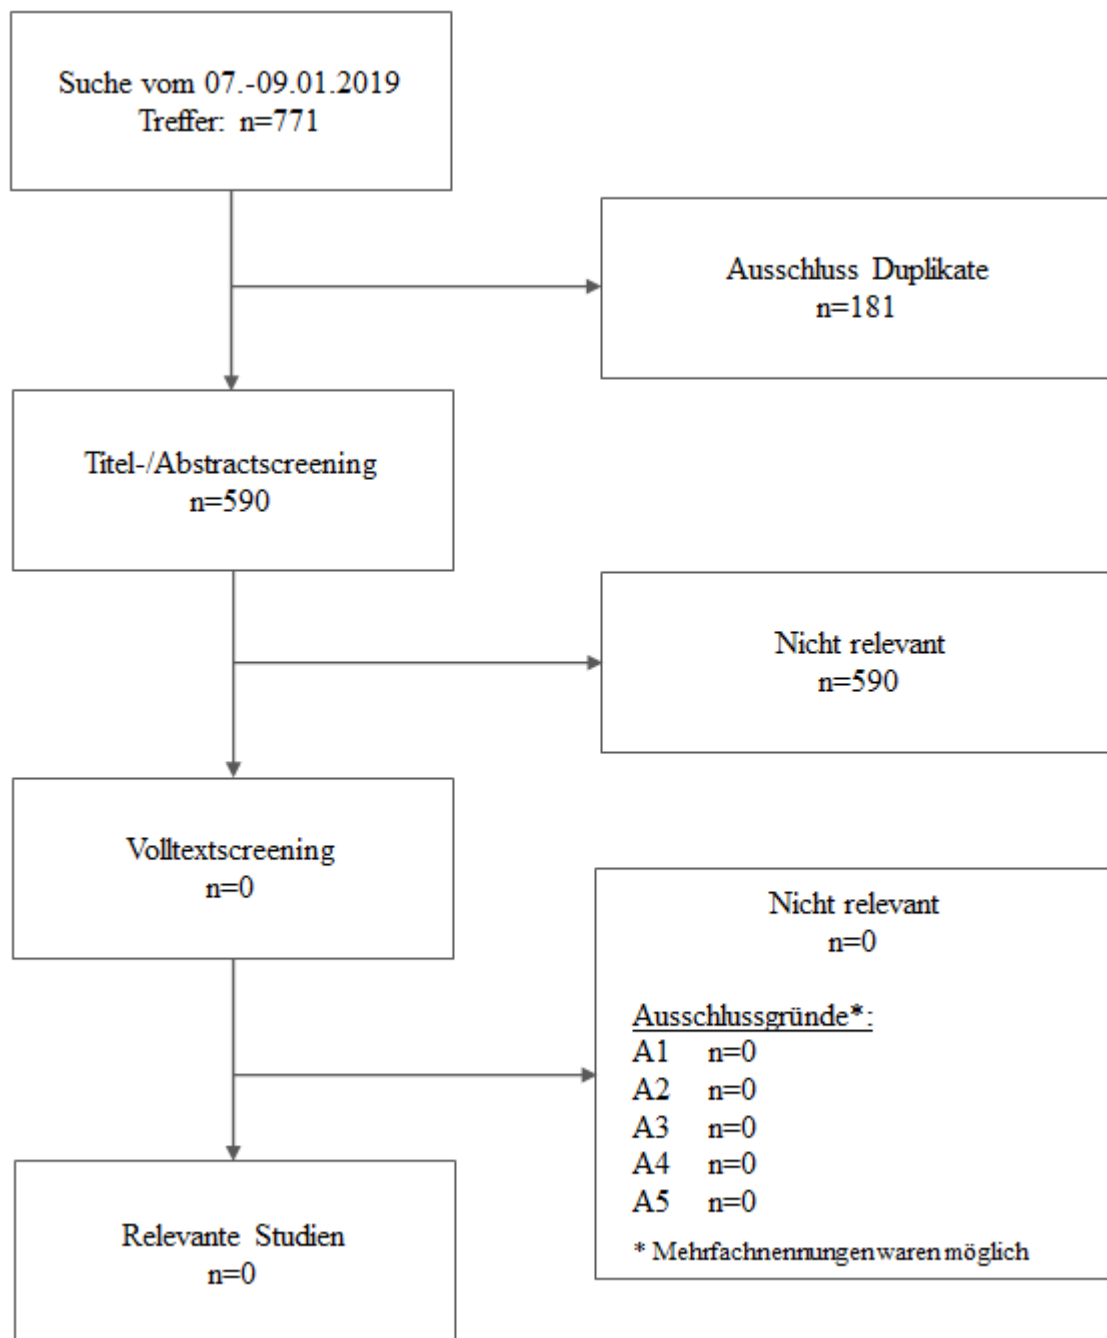 Suche vom 07.-09.01.2019
Treffer: n=771
Ausschluss Duplikate
n=181
Titel-/Abstractscreening
n=590
Nicht relevant
n=590
Volltextscreening
n=0
Nicht relevant
n=0
Ausschlussgründe*:
A1 n=0
A2 n=0
A3 n=0
A4 n=0
A5 n=0
* Mehrfachnennungen waren möglich
Relevante Studien
n=0